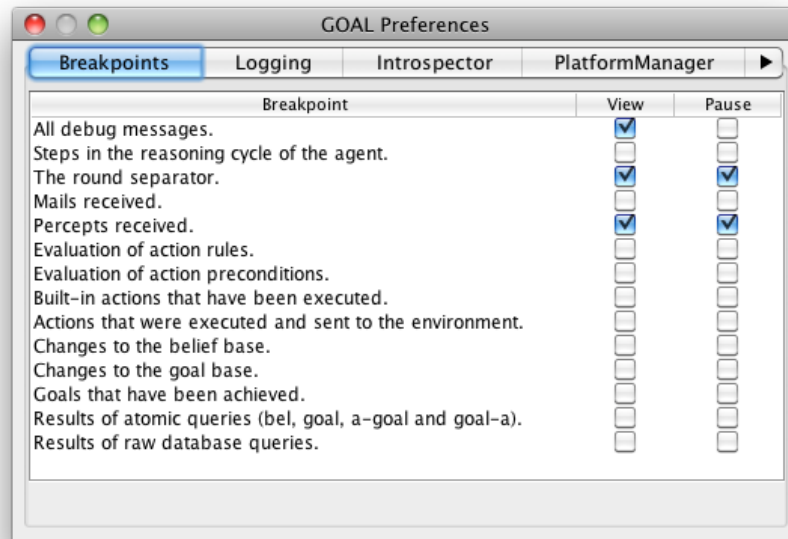 GOAL Preferences
Breakpoints Logging Introspector PlatformManager
Breakpoint View Pause
All debug messages.
Steps in the reasoning cycle of the agent.
The round separator.
Mails received.
Percepts received.
Evaluation of action rules.
Evaluation of action preconditions.
Built-in actions that have been executed.
Actions that were executed and sent to the environment.
Changes to the belief base.
Changes to the goal base.
Goals that have been achieved.
Results of atomic queries (bel, goal, a-goal and goal-a).
Results of raw database queries.